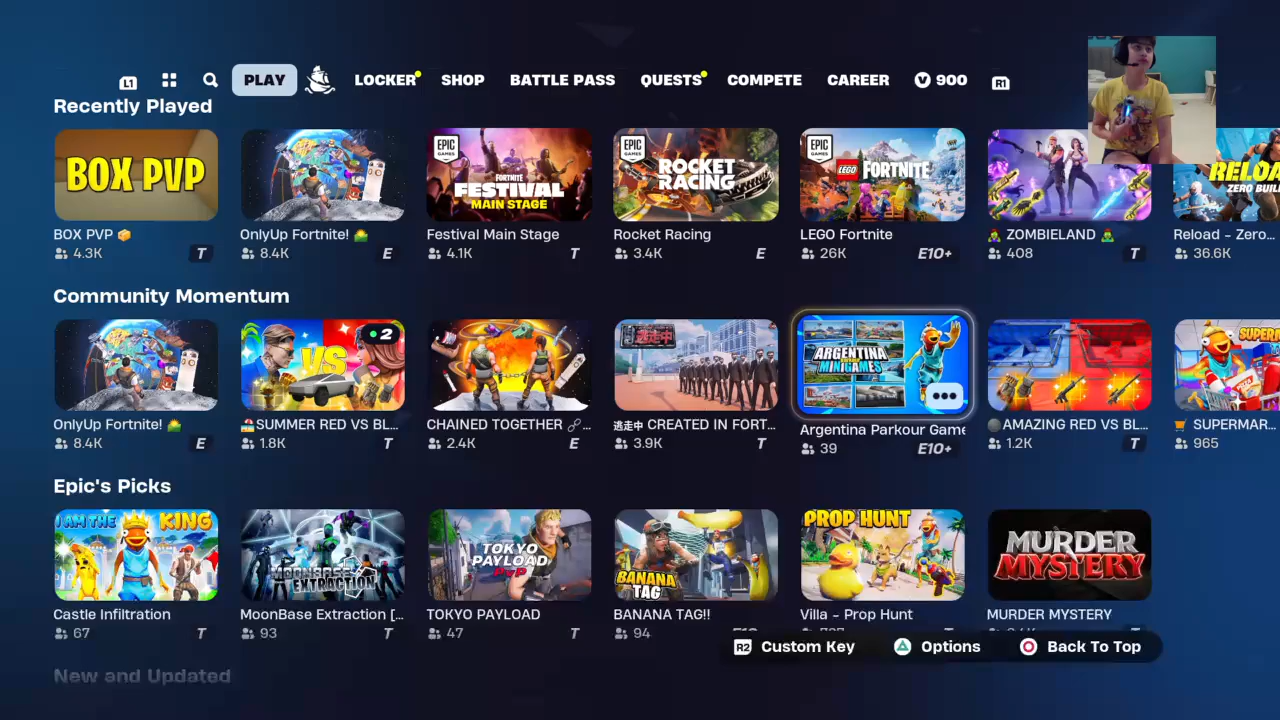 L1
PLAY
LOCKER
SHOP
BATTLE PASS
QUESTS
COMPETE
CAREER
V 900
R1
Recently Played
BOX PVP
EPIC GAMES
FORTNITE
FESTIVAL
MAIN STAGE
EPIC GAMES
ROCKET
RACING
EPIC GAMES
LEGO FORTNITE
ZERO BUIL
BOX PVP 📦
4.3K T
OnlyUp Fortnite!
8.4K E
Festival Main Stage
4.1K T
Rocket Racing
3.4K E
LEGO Fortnite
26K E10+
ZOMBIELAND
408 T
Reload - Zero...
36.6K
Community Momentum
VS
2
逃走中
ARGENTINA
MINIGAMES
OnlyUp Fortnite!
8.4K E
SUMMER RED VS BL...
1.8K T
CHAINED TOGETHER 🔗...
2.4K E
逃走中 CREATED IN FORT...
3.9K T
Argentina Parkour Game
39 E10+
AMAZING RED VS BL...
1.2K T
🛒 SUPERMAR...
965
Epic's Picks
I AM THE KING
MOONBASE
EXTRACTION
TOKYO
PAYLOAD
PVP
BANANA
TAG
PROP HUNT
MURDER
MYSTERY
Castle Infiltration
67 T
MoonBase Extraction [...
93 T
TOKYO PAYLOAD
47 T
BANANA TAG!!
94
Villa - Prop Hunt
MURDER MYSTERY
R2 Custom Key
Options
Back To Top
New and Updated